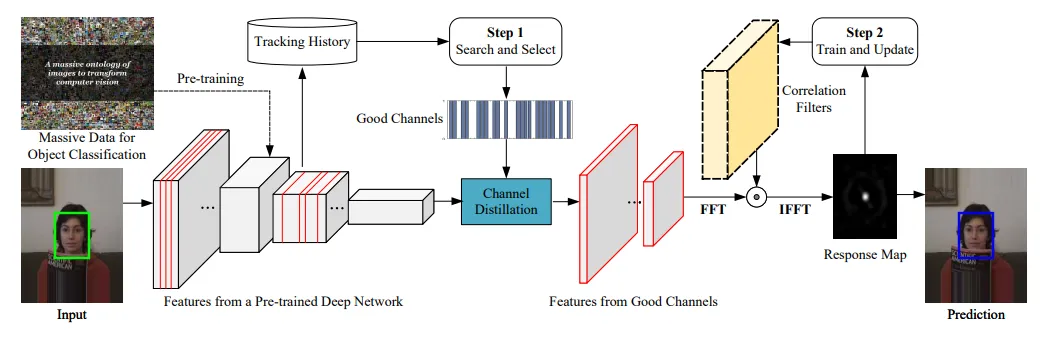 A massive ontology of
images to transform
computer vision
Massive Data for
Object Classification
Pre-training
Tracking History
Step 1
Search and Select
Good Channels
Channel
Distillation
Step 2
Train and Update
Correlation
Filters
FFT
IFFT
Response Map
SCIENTIFIC
AMERICAN
Features from a Pre-trained Deep Network
Features from Good Channels
Input
Prediction